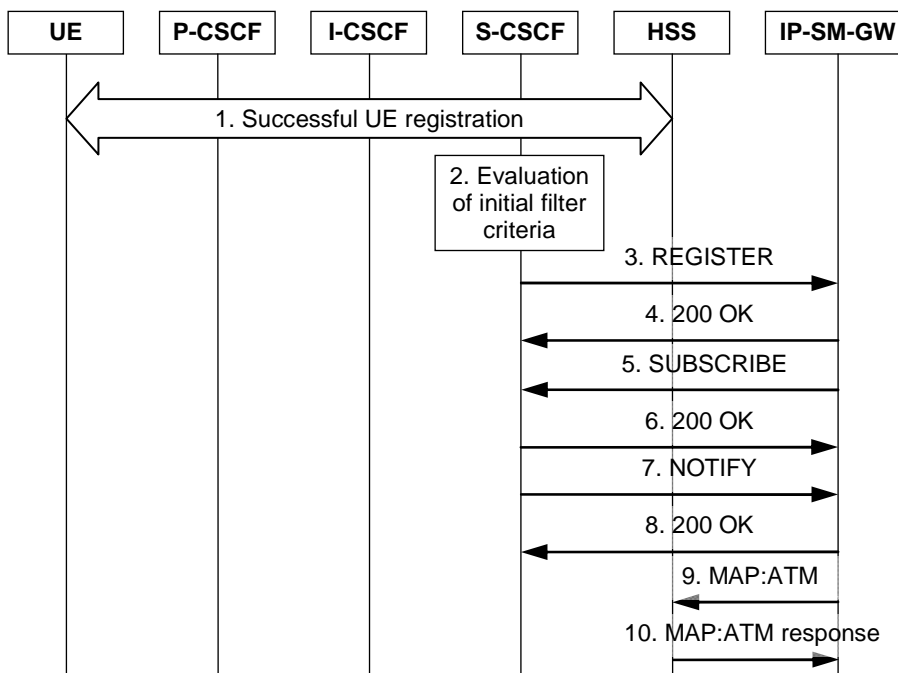 UE
P-CSCF
I-CSCF
S-CSCF
HSS
IP-SM-GW
1. Successful UE registration
2. Evaluation
of initial filter
criteria
3. REGISTER
4. 200 OK
5. SUBSCRIBE
6. 200 OK
7. NOTIFY
8. 200 OK
9. MAP:ATM
10. MAP:ATM response